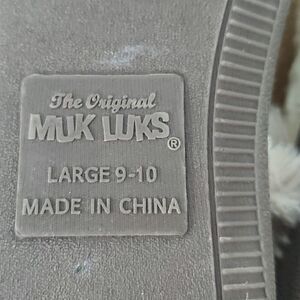 The Original
MUK LUKS®
LARGE 9-10
MADE IN CHINA